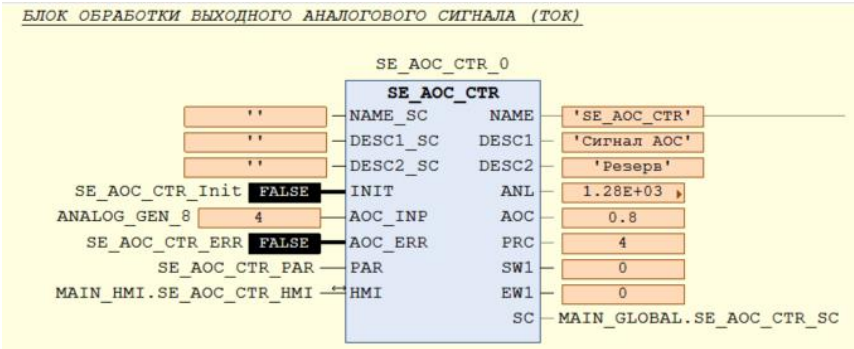 БЛОК ОБРАБОТКИ ВЫХОДНОГО АНАЛОГОВОГО СИГНАЛА (ТОК)
SE_AOC_CTR_0
SE_AOC_CTR
'' NAME_SC NAME 'SE_AOC_CTR'
'' DESC1_SC DESC1 'Сигнал AOC'
'' DESC2_SC DESC2 'Резерв'
SE_AOC_CTR_Init FALSE INIT ANL 1.28E+03
ANALOG_GEN_8 4 AOC_INP AOC 0.8
SE_AOC_CTR_ERR FALSE AOC_ERR PRC 4
SE_AOC_CTR_PAR PAR SW1 0
MAIN_HMI.SE_AOC_CTR_HMI HMI EW1 0
SC MAIN_GLOBAL.SE_AOC_CTR_SC